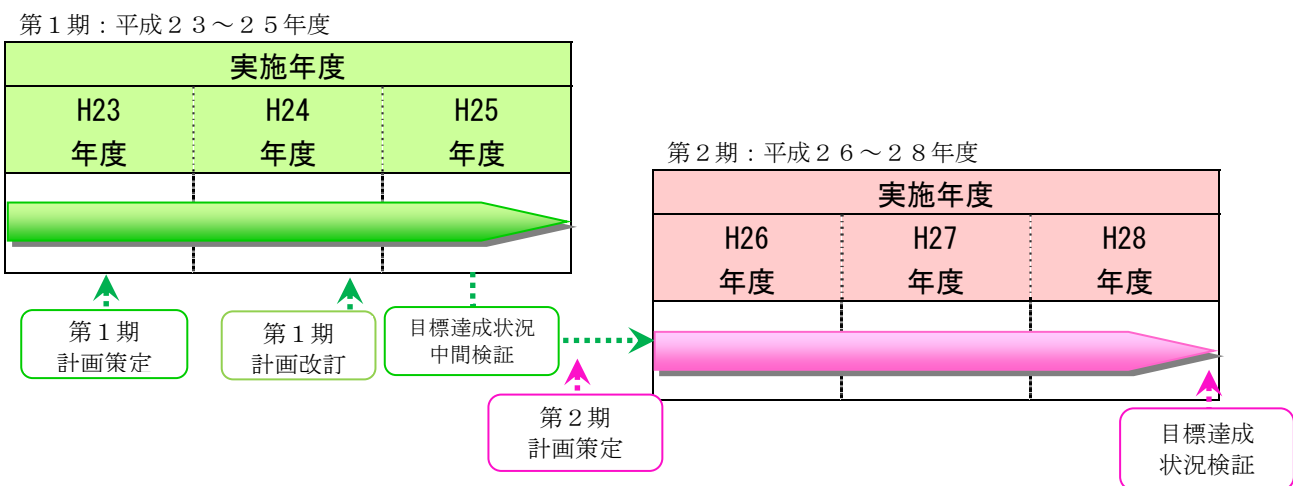 第1期：平成２３～２５年度
実施年度
H23
年度
H24
年度
H25
年度
第１期
計画策定
第１期
計画改訂
目標達成状況
中間検証
第２期：平成２６～２８年度
実施年度
H26
年度
H27
年度
H28
年度
第２期
計画策定
目標達成
状況検証